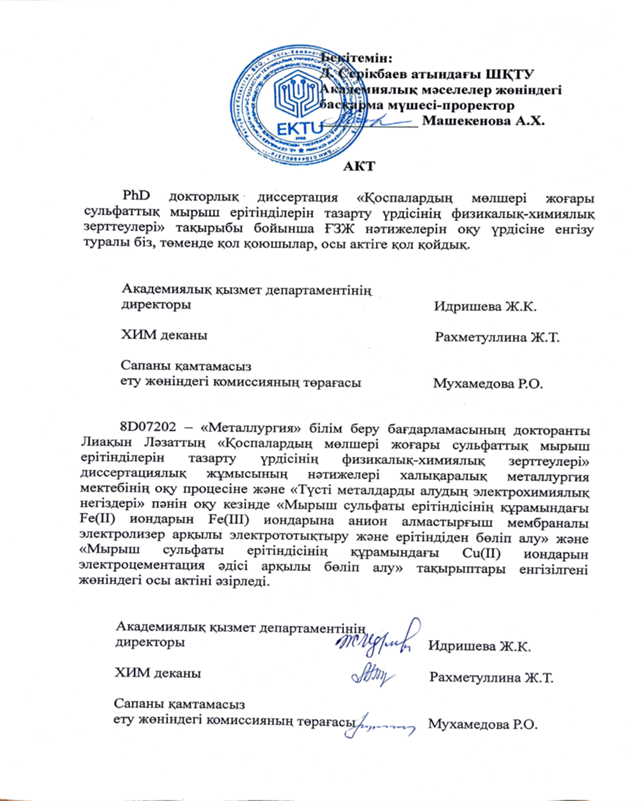 Бекітемін:
Д. Серікбаев атындағы ШҚТУ
Академиялық мәселелер жөніндегі
басқарма мүшесі-проректор
Машекенова А.Х.
EKTU
АКТ
PhD докторлық диссертация «Қоспалардың мөлшері жоғары
сульфаттық мырыш ерітінділерін тазарту үрдісінің физикалық-химиялық
зерттеулері» тақырыбы бойынша ҒЗЖ нәтижелерін оқу үрдісіне енгізу
туралы біз, төменде қол қоюшылар, осы актіге қол қойдық.
Академиялық қызмет департаментінің
директоры Идришева Ж.К.
ХИМ деканы Рахметуллина Ж.Т.
Сапаны қамтамасыз
ету жөніндегі комиссияның төрағасы Мухамедова Р.О.
8D07202 – «Металлургия» білім беру бағдарламасының докторанты
Лиақын Ләззаттың «Қоспалардың мөлшері жоғары сульфаттық мырыш
ерітінділерін тазарту үрдісінің физикалық-химиялық зерттеулері»
диссертациялық жұмысының нәтижелері халықаралық металлургия
мектебінің оқу процесіне және «Түсті металдарды алудың электрохимиялық
негіздері» пәнін оқу кезінде «Мырыш сульфаты ерітіндісінің құрамындағы
Fe(II) иондарын Fe(III) иондарына анион алмастырғыш мембраналы
электролизер арқылы электрототықтыру және ерітіндіден бөліп алу» және
«Мырыш сульфаты ерітіндісінің құрамындағы Cu(II) иондарын
электроцементация әдісі арқылы бөліп алу» тақырыптары енгізілгені
жөніндегі осы актіні әзірледі.
Академиялық қызмет департаментінің
директоры Идришева Ж.К.
ХИМ деканы Рахметуллина Ж.Т.
Сапаны қамтамасыз
ету жөніндегі комиссияның төрағасы Мухамедова Р.О.